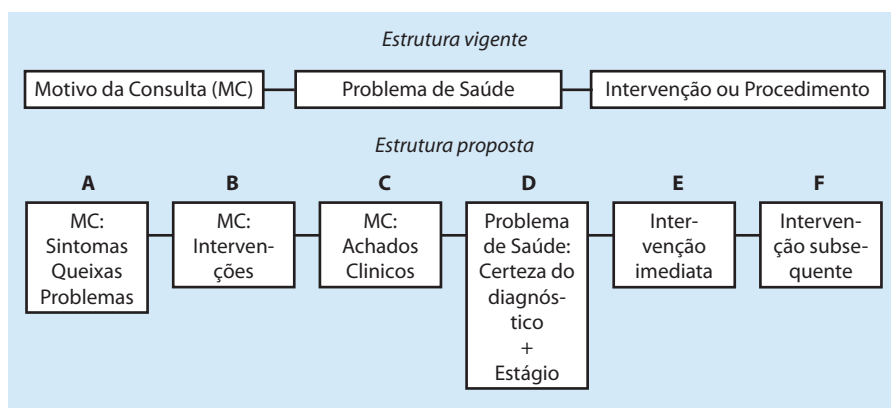 Estrutura vigente
Motivo da Consulta (MC)
Problema de Saúde
Intervenção ou Procedimento
Estrutura proposta
A
B
C
D
E
F
MC:
Sintomas
Queixas
Problemas
MC:
Interven-
ções
MC:
Achados
Clinicos
Problema
de Saúde:
Certeza do
diagnós-
tico
+
Estágio
Inter-
venção
imediata
Interven-
ção subse-
quente